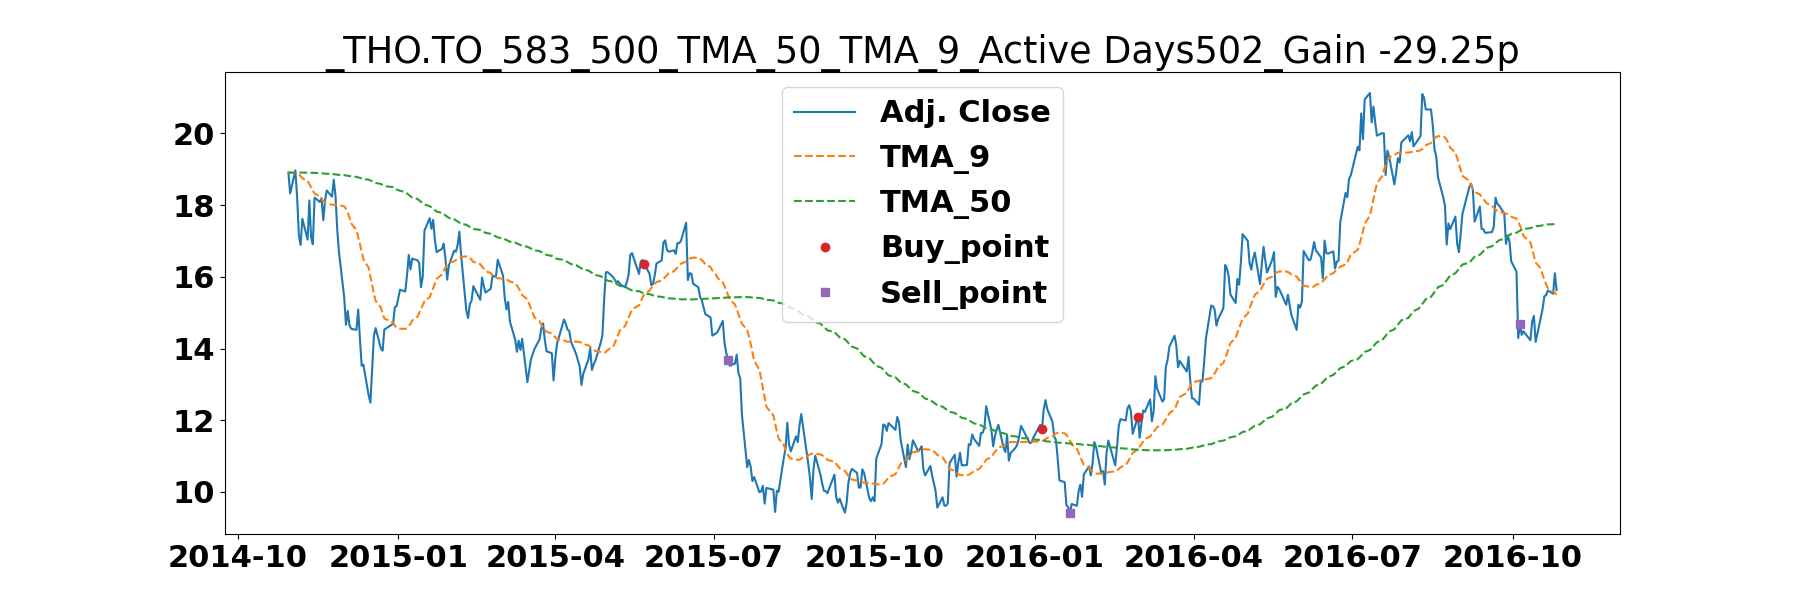 _THO.TO_583_500_TMA_50_TMA_9_Active Days502_Gain -29.25p
Adj. Close
TMA_9
TMA_50
Buy_point
Sell_point
20
18
16
14
12
10
2014-10 2015-01 2015-04 2015-07 2015-10 2016-01 2016-04 2016-07 2016-10